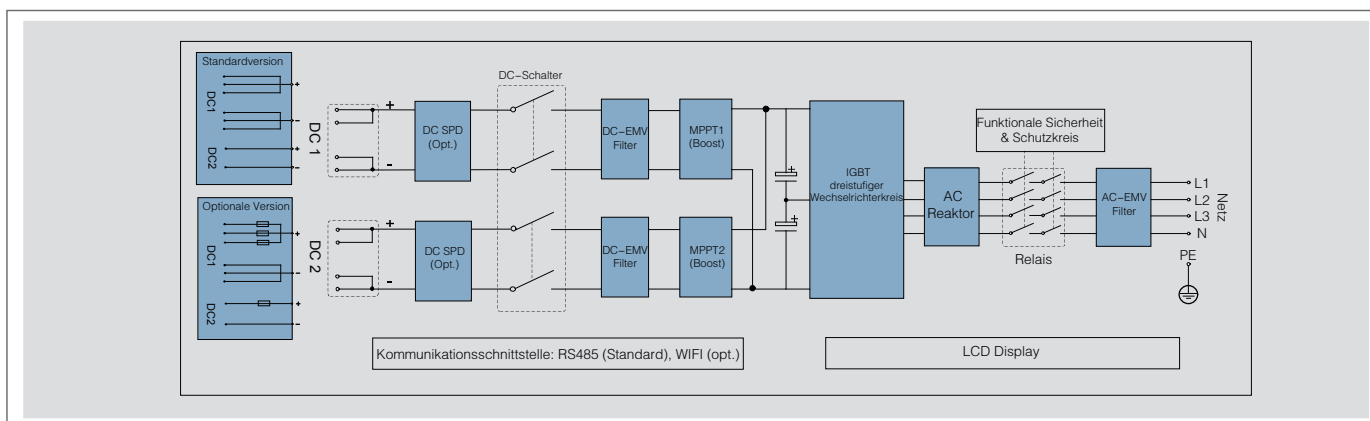 Standardversion
DC1
+
-
DC2
+
-
Optionale Version
DC1
+
-
DC2
+
-
DC 1
+
-
DC 2
+
-
DC SPD
(Opt.)
DC SPD
(Opt.)
DC-Schalter
DC-EMV
Filter
DC-EMV
Filter
MPPT1
(Boost)
MPPT2
(Boost)
+
+
IGBT
dreistufiger
Wechselrichterkreis
AC
Reaktor
Funktionale Sicherheit
& Schutzkreis
Relais
AC-EMV
Filter
L1
L2
L3
N
Netz
PE
Kommunikationsschnittstelle: RS485 (Standard), WIFI (opt.)
LCD Display